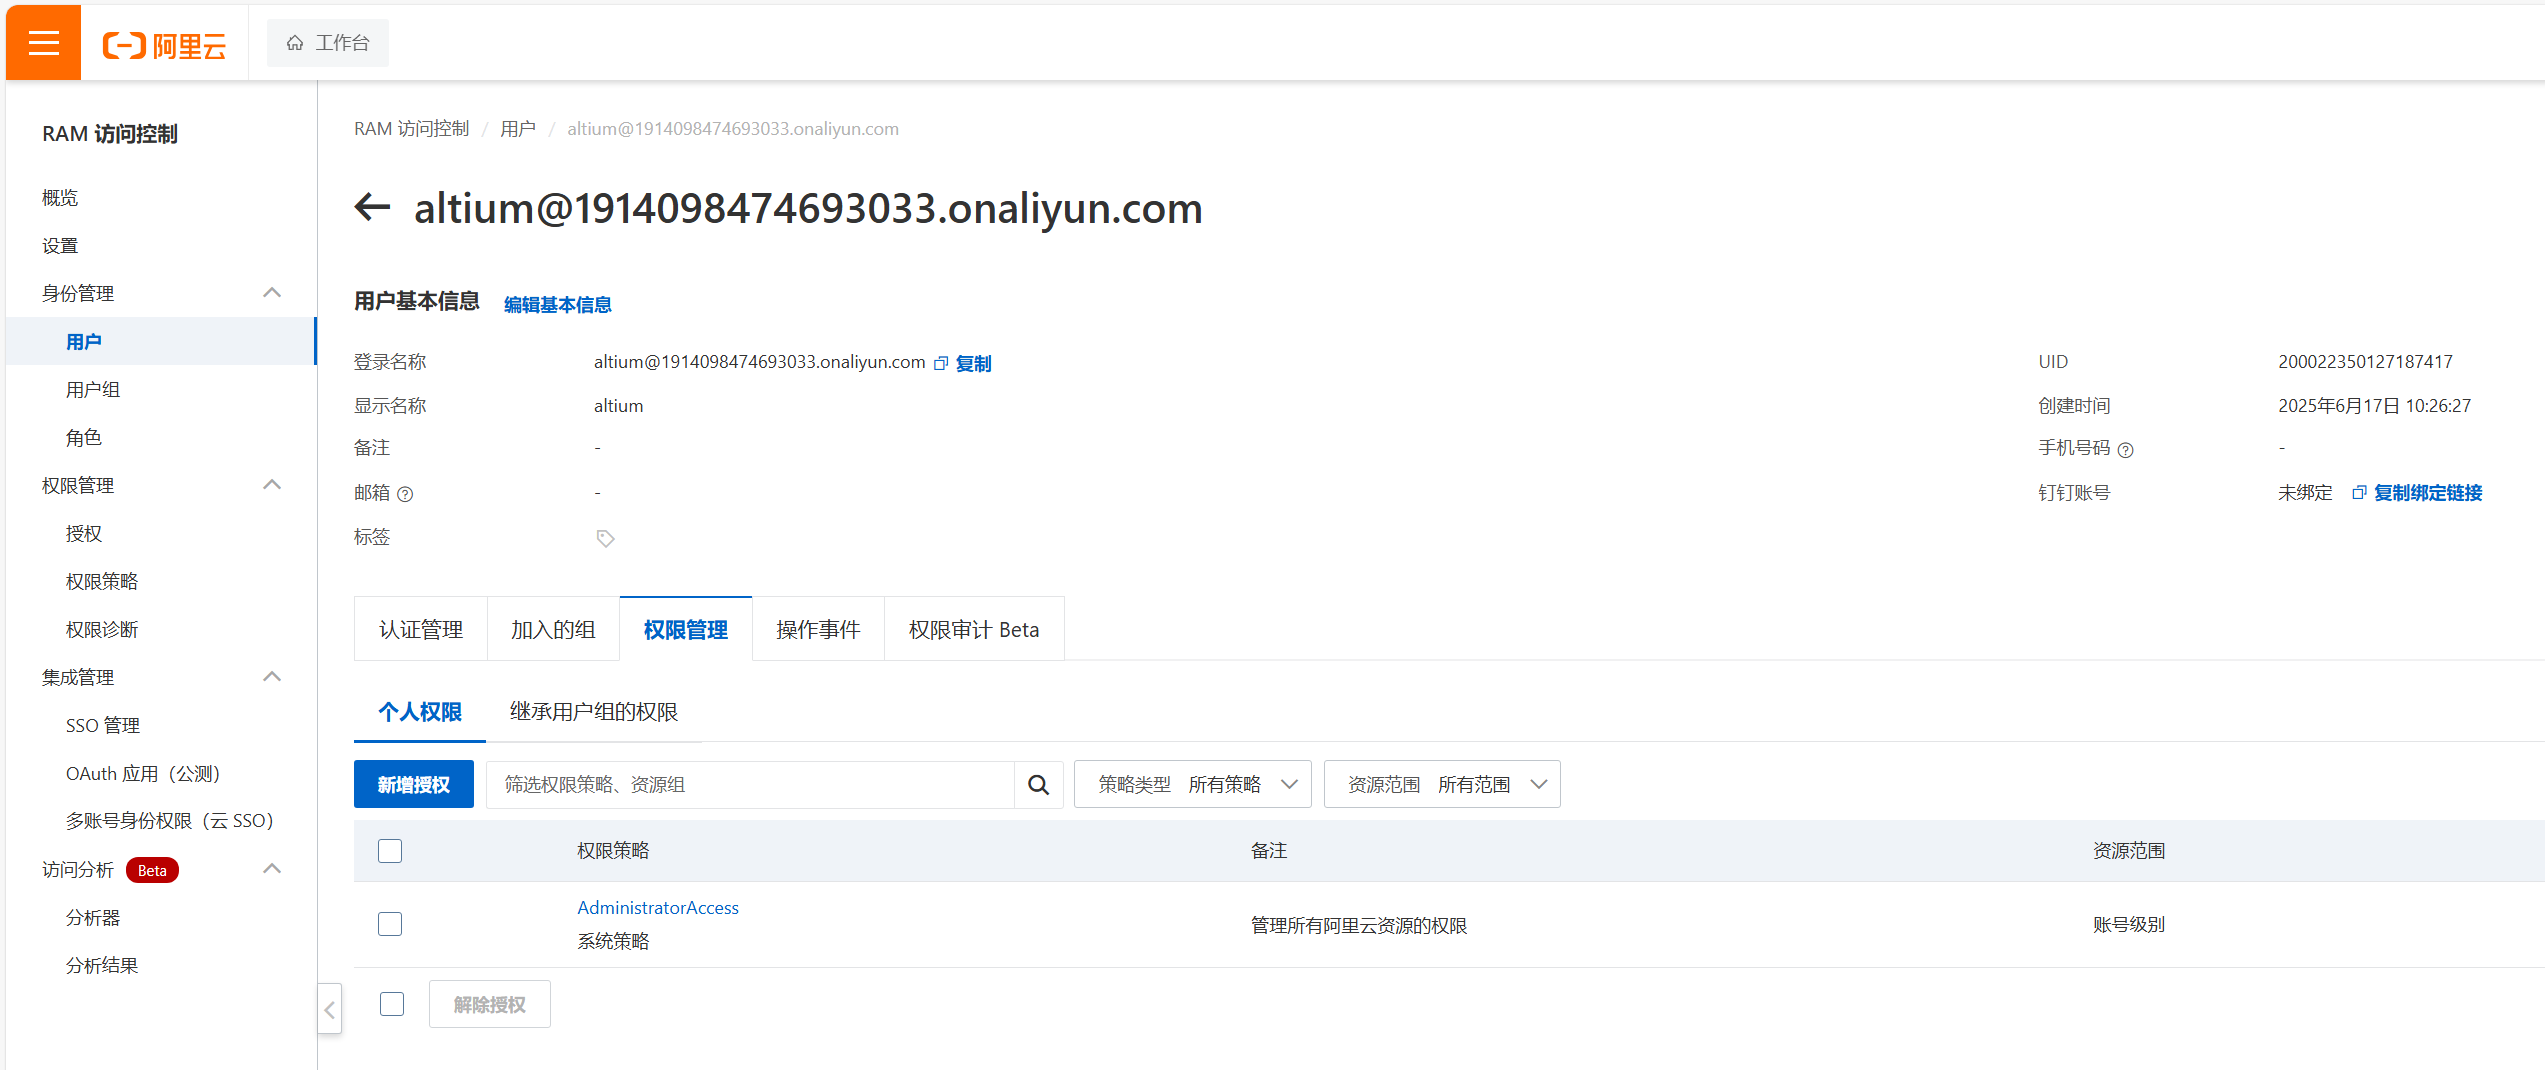 阿里云
工作台
RAM 访问控制
概览
设置
身份管理
用户
用户组
角色
权限管理
授权
权限策略
权限诊断
集成管理
SSO 管理
OAuth 应用（公测）
多账号身份权限（云 SSO）
访问分析 Beta
分析器
分析结果
RAM 访问控制 / 用户 / altium@1914098474693033.onaliyun.com
altium@1914098474693033.onaliyun.com
用户基本信息 编辑基本信息
登录名称 altium@1914098474693033.onaliyun.com 复制 UID 200022350127187417
显示名称 altium 创建时间 2025年6月17日 10:26:27
备注 - 手机号码 ? -
邮箱 ? - 钉钉账号 未绑定 复制绑定链接
标签
认证管理 加入的组 权限管理 操作事件 权限审计 Beta
个人权限 继承用户组的权限
新增授权 筛选权限策略、资源组 策略类型 所有策略 资源范围 所有范围
权限策略 备注 资源范围
AdministratorAccess
系统策略 管理所有阿里云资源的权限 账号级别
解除授权